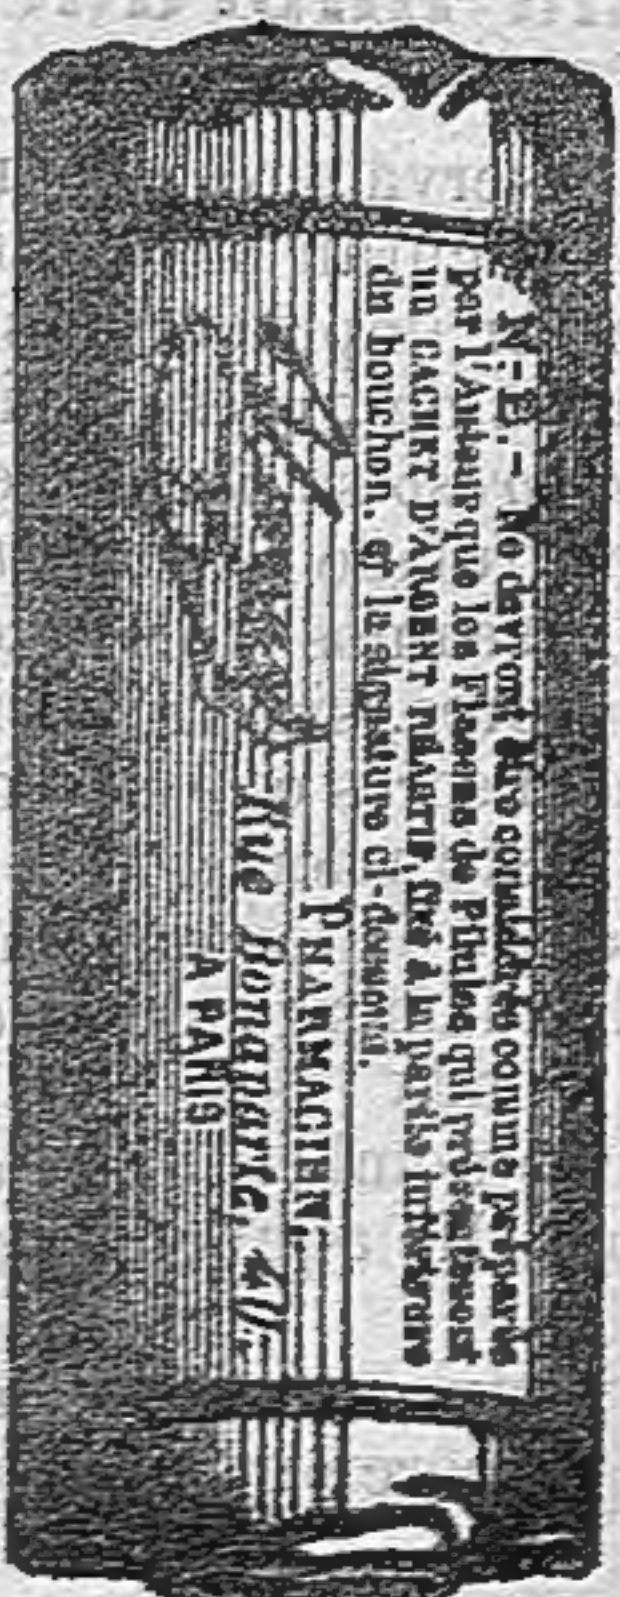 N.-B. - Ne devront être considérés comme préparés
par l'Auteur que les Flacons de Pilules qui présenteront
un CACHET D'ARGENT RÉACTIF, fixé à la partie inférieure
du bouchon, et la signature ci-dessous.
PHARMACIEN,
Rue Bonaparte, 40
A PARIS